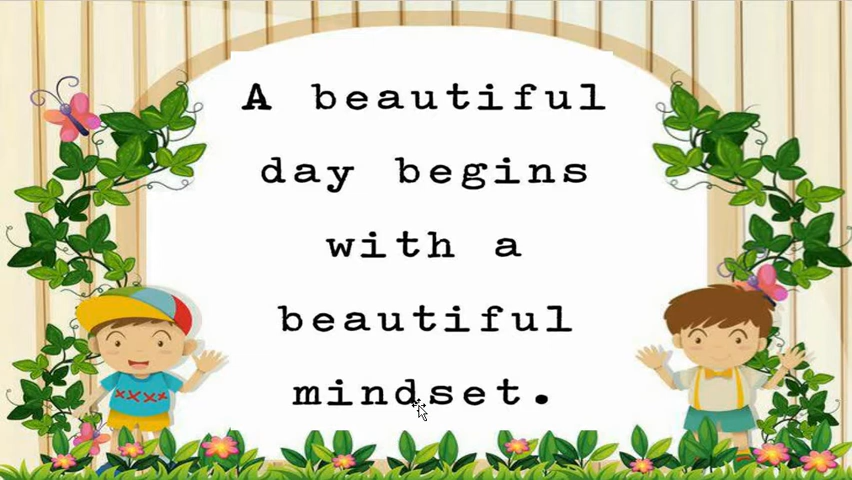 A beautiful
day begins
with a
beautiful
mindset.